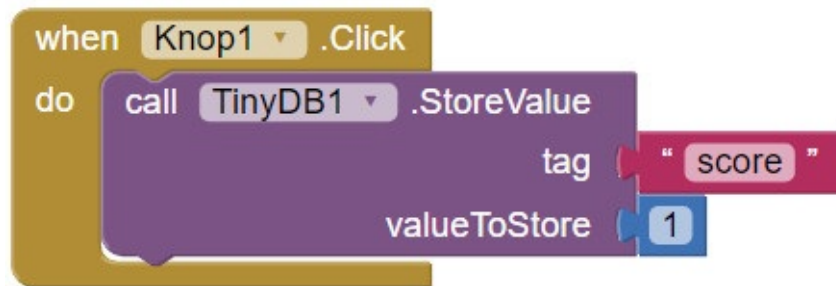 when Knop1 .Click
do call TinyDB1 .StoreValue
tag " score "
valueToStore 1